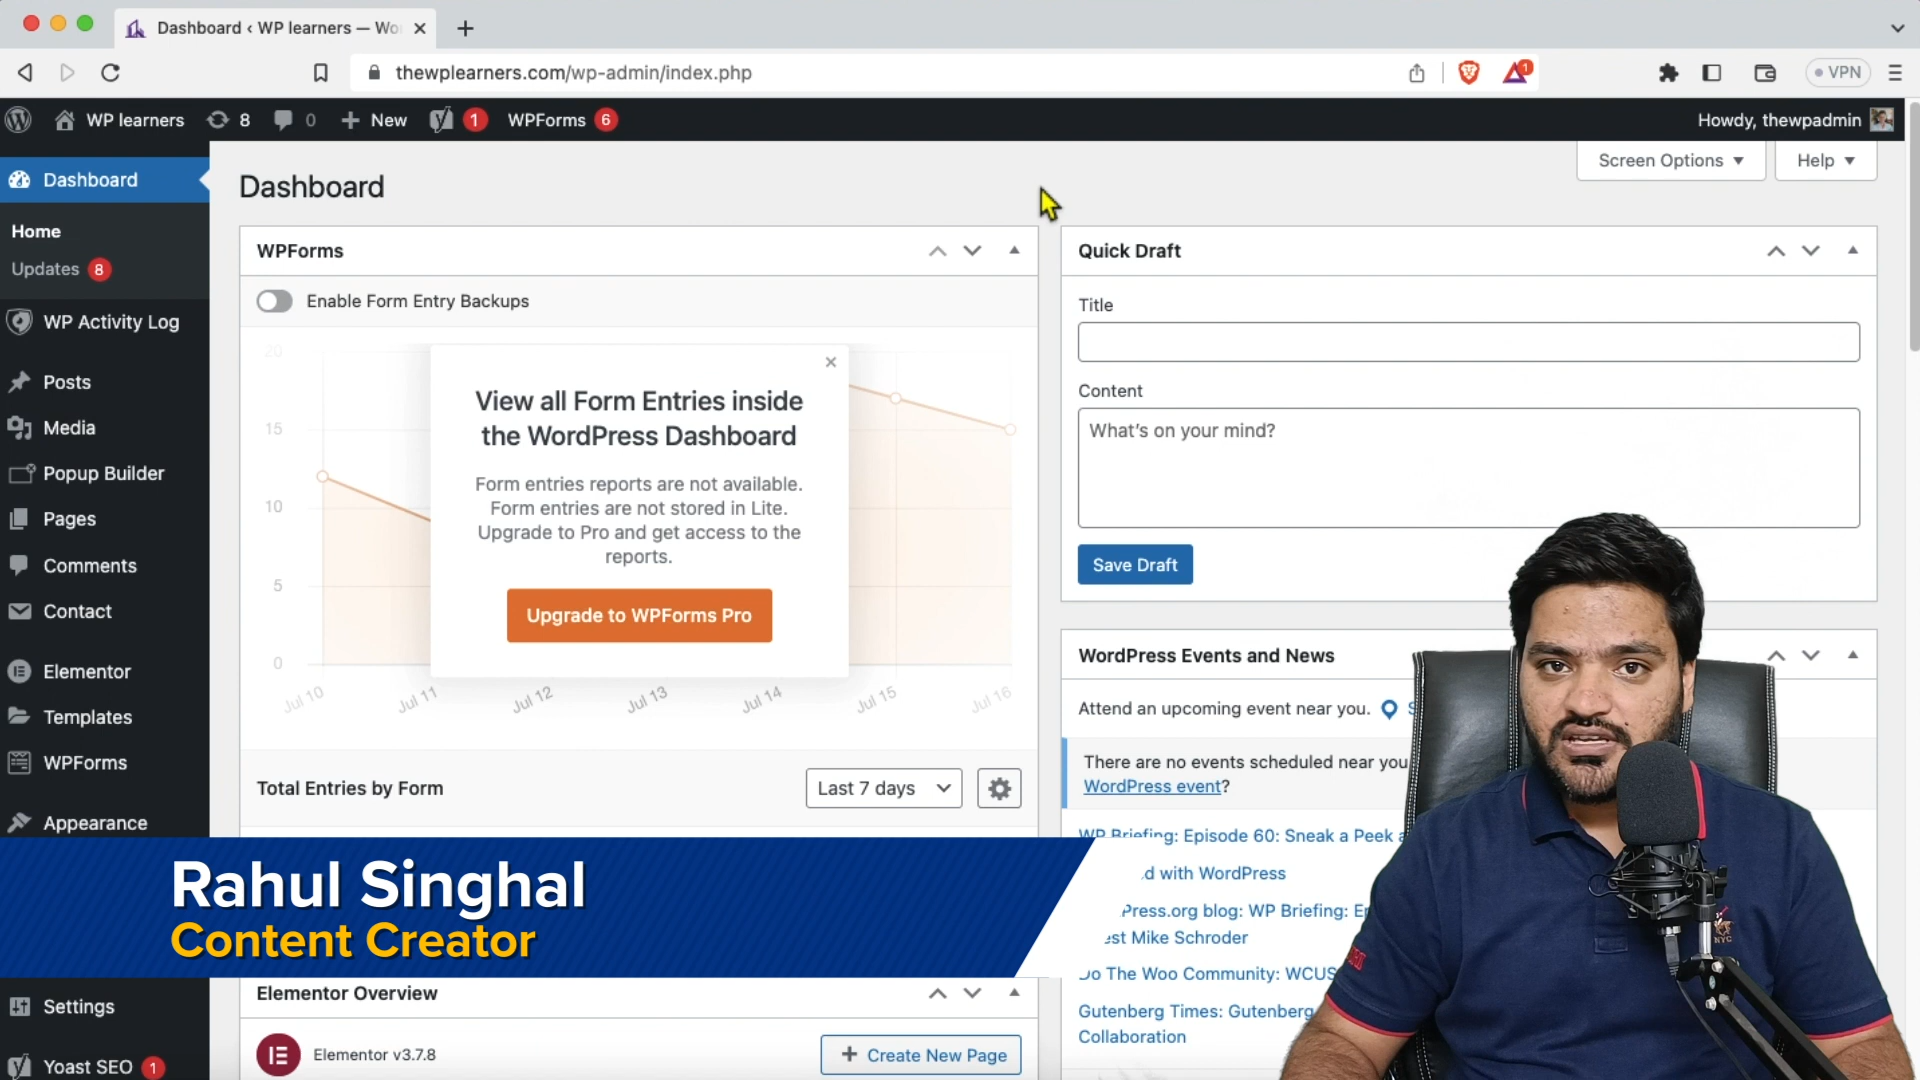 Dashboard ‹ WP learners — Wo
thewplearners.com/wp-admin/index.php
1
VPN
WP learners
8
0
New
1
WPForms
6
Howdy, thewpadmin
Dashboard
Home
Updates 8
WP Activity Log
Posts
Media
Popup Builder
Pages
Comments
Contact
Elementor
Templates
WPForms
Appearance
Settings
Yoast SEO 1
Screen Options
Help
Dashboard
WPForms
Enable Form Entry Backups
20
15
10
5
0
Jul 10
Jul 11
Jul 12
Jul 13
Jul 14
Jul 15
Jul 16
View all Form Entries inside
the WordPress Dashboard
Form entries reports are not available.
Form entries are not stored in Lite.
Upgrade to Pro and get access to the
reports.
Upgrade to WPForms Pro
Total Entries by Form
Last 7 days
Elementor Overview
Elementor v3.7.8
Create New Page
Quick Draft
Title
Content
What's on your mind?
Save Draft
WordPress Events and News
Attend an upcoming event near you.
There are no events scheduled near you
WordPress event?
WP Briefing: Episode 60: Sneak a Peek
d with WordPress
Press.org blog: WP Briefing:
Mike Schroder
Do The Woo Community: WCUS
Gutenberg Times: Gutenberg
Collaboration
Rahul Singhal
Content Creator
NYC